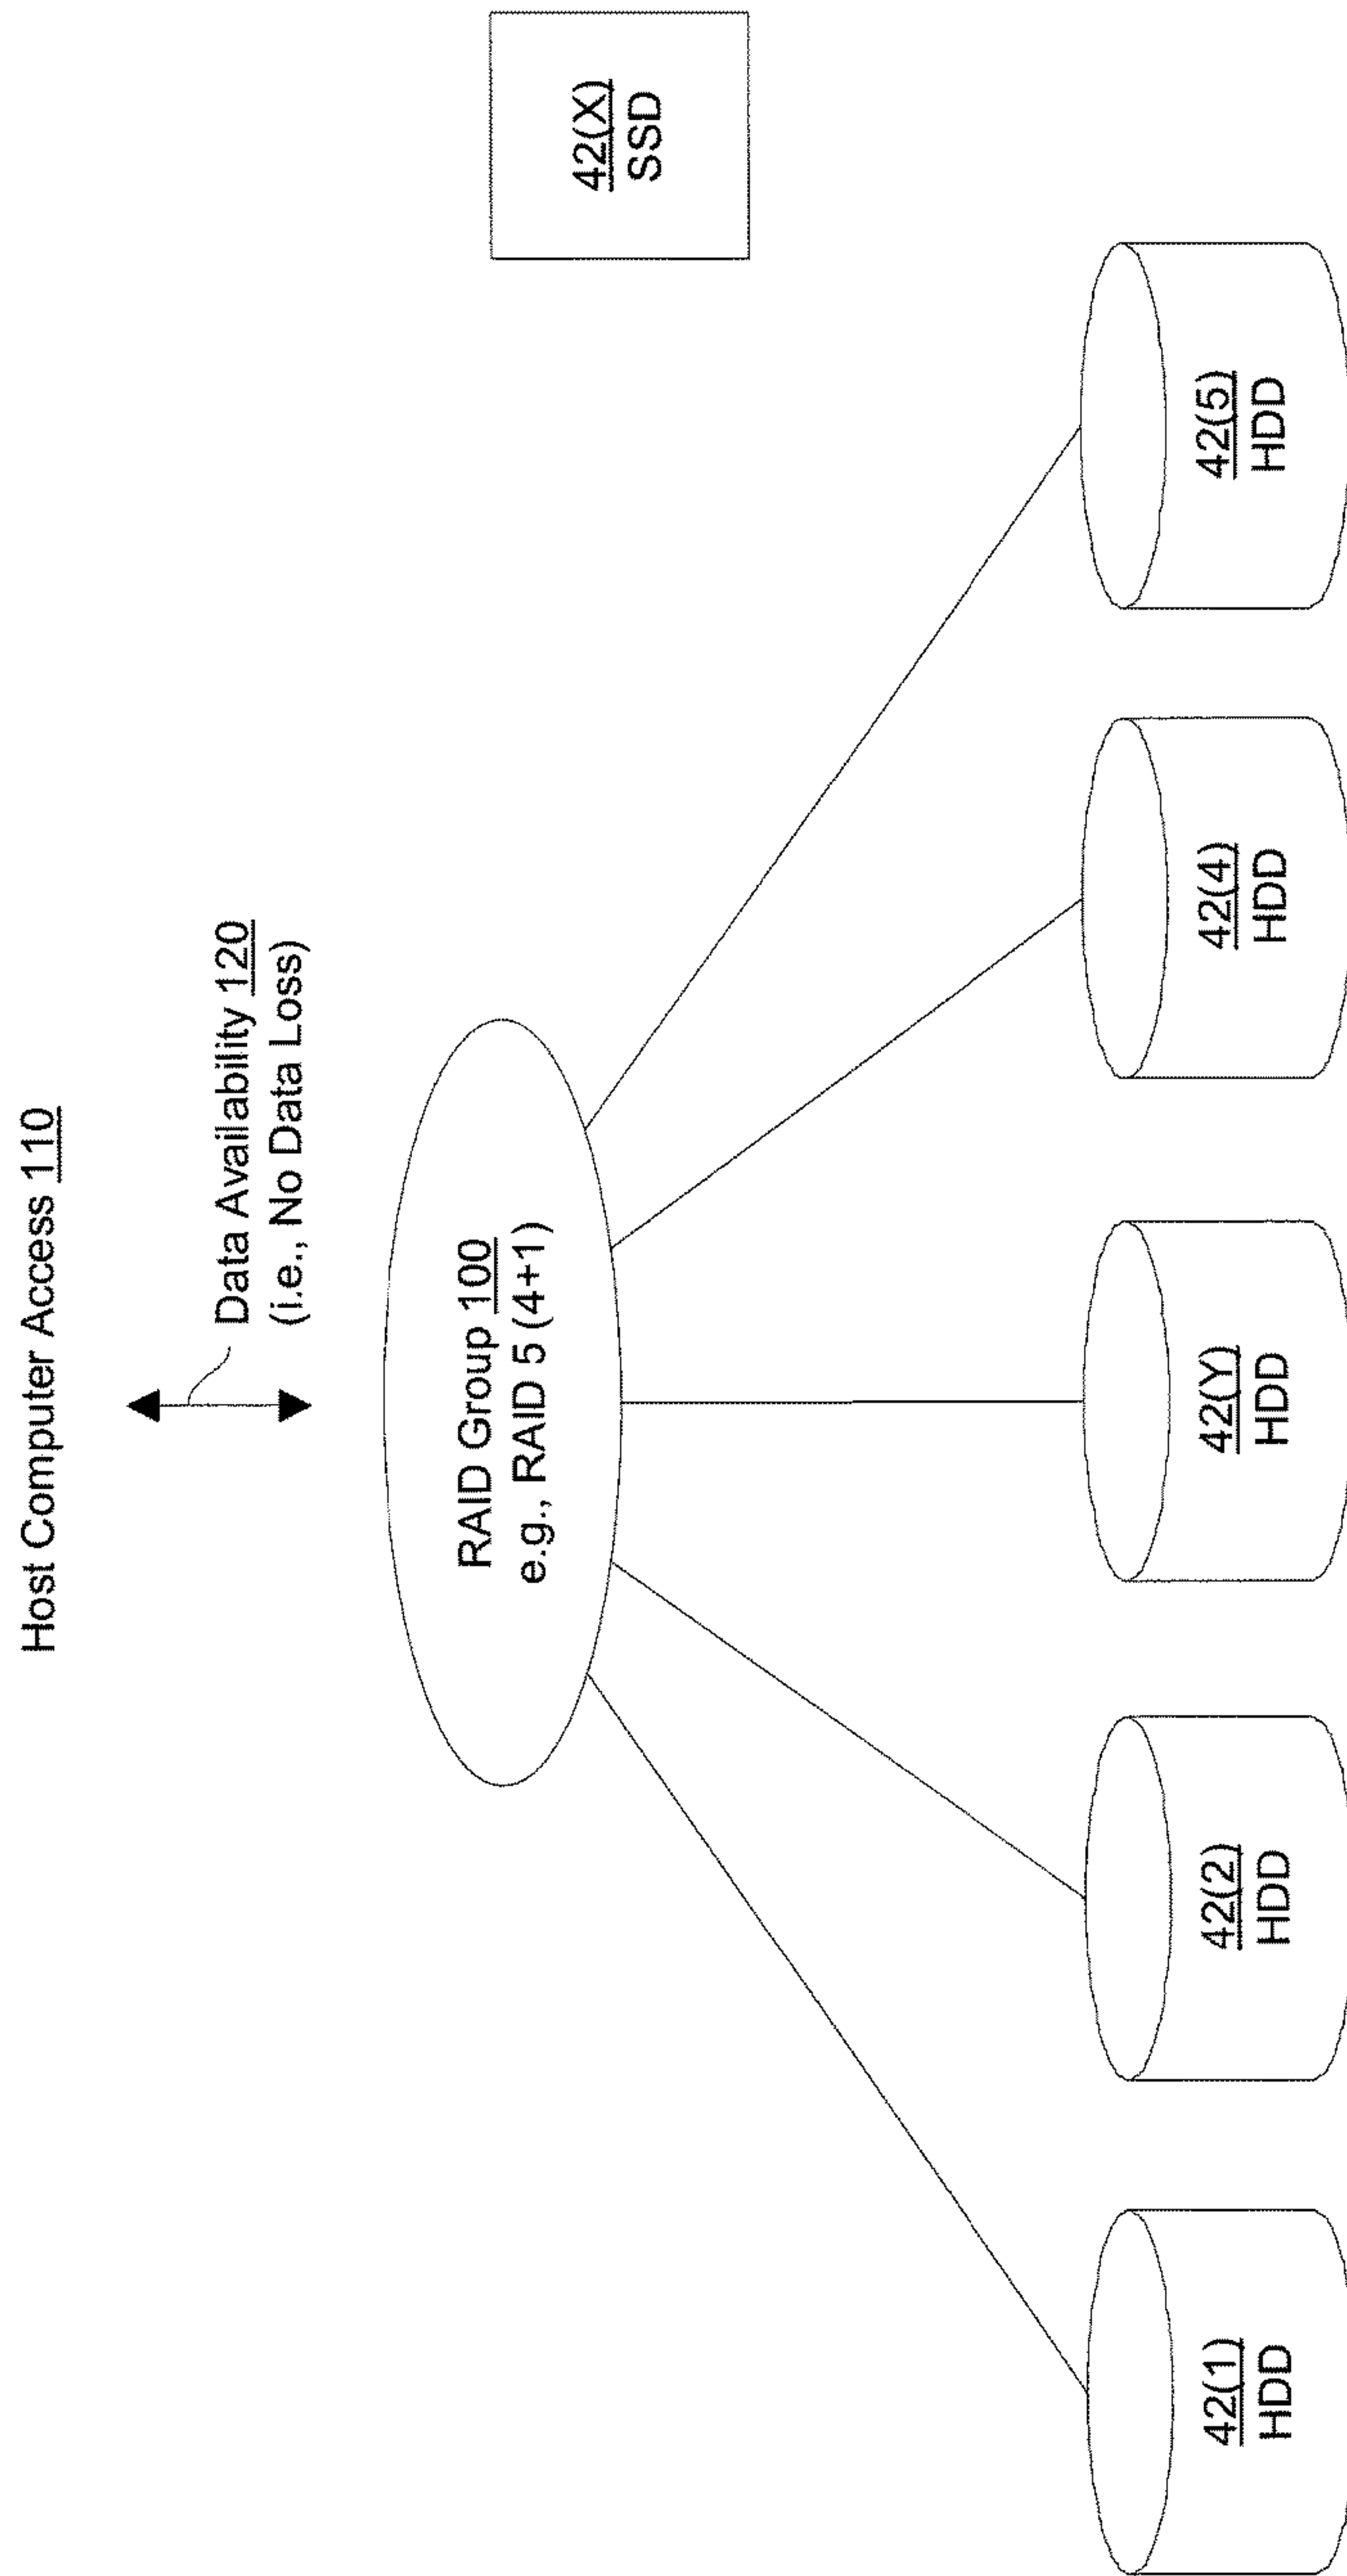 Host Computer Access 110
Data Availability 120
(i.e., No Data Loss)
RAID Group 100
e.g., RAID 5 (4+1)
42(X)
SSD
42(1)
HDD
42(2)
HDD
42(Y)
HDD
42(4)
HDD
42(5)
HDD